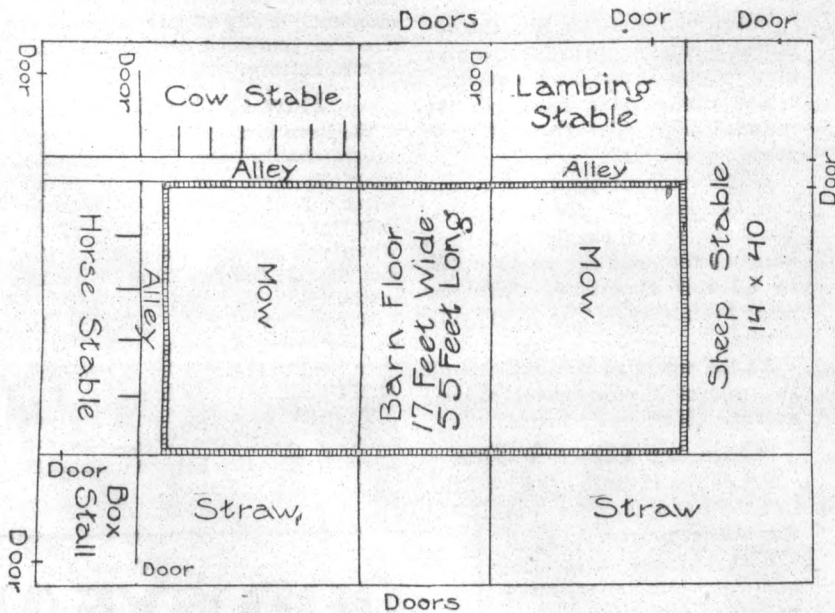 Doors
Door
Door
Door
Door
Cow Stable
Door
Lambing
Stable
Alley
Alley
Door
Horse Stable
Alley
Mow
Barn Floor
17 Feet Wide
55 Feet Long
Mow
Sheep Stable
14 40
Door
Box
Stall
Straw,
Straw
Door
Door
Doors